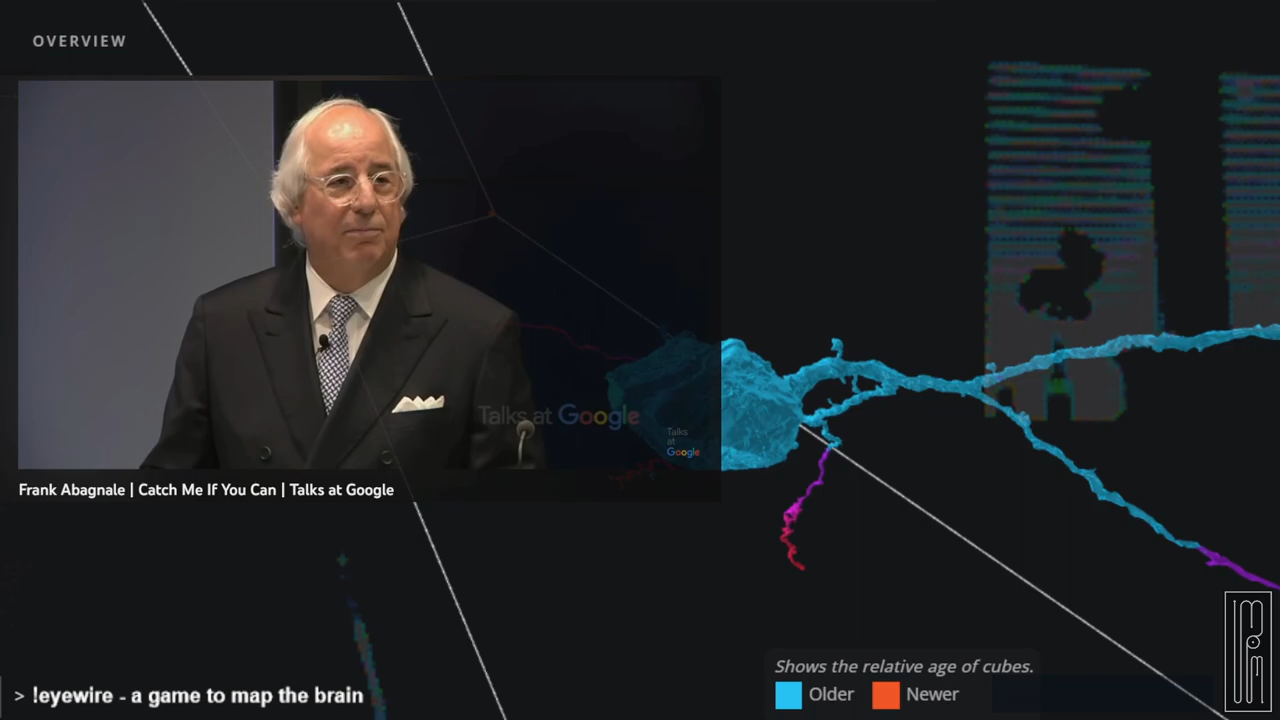 OVERVIEW
Talks at Google
Talks
at
Google
Frank Abagnale | Catch Me If You Can | Talks at Google
Shows the relative age of cubes.
Older
Newer
> !eyewire - a game to map the brain